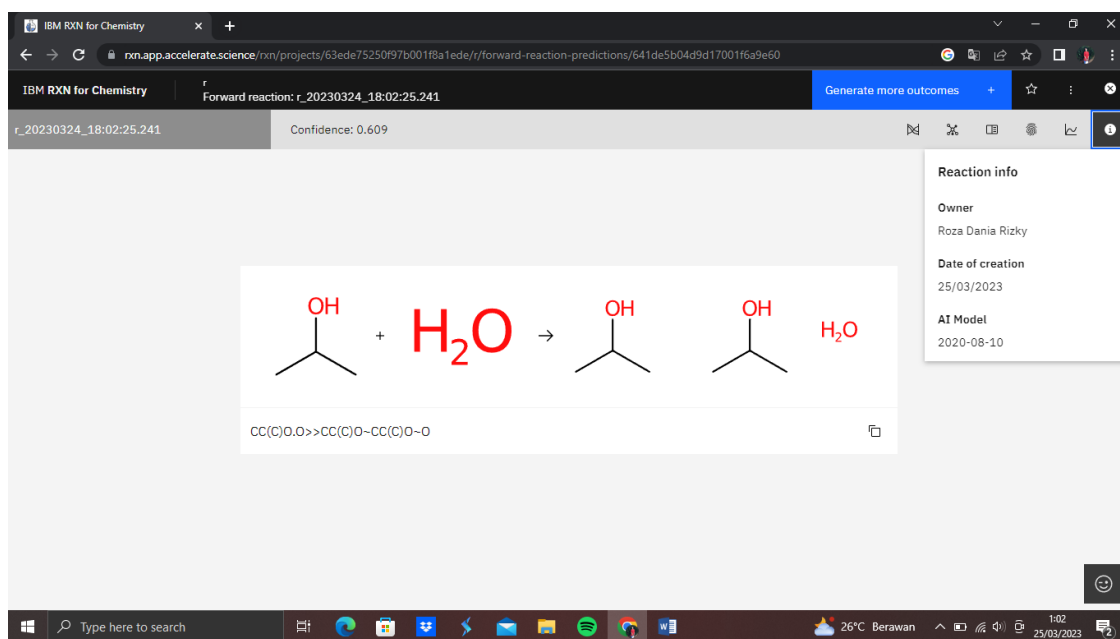 IBM RXN for Chemistry
rxn.app.accelerate.science/rxn/projects/63ede75250f97b001f8a1ede/r/forward-reaction-predictions/641de5b04d9d17001f6a9e60
IBM RXN for Chemistry
r
Forward reaction: r_20230324_18:02:25.241
Generate more outcomes +
r_20230324_18:02:25.241
Confidence: 0.609
Reaction info
Owner
Roza Dania Rizky
Date of creation
25/03/2023
AI Model
2020-08-10
OH + H₂O → OH OH H₂O
CC(C)O.O>>CC(C)O~CC(C)O~O
Type here to search
26°C Berawan
1:02
25/03/2023
2